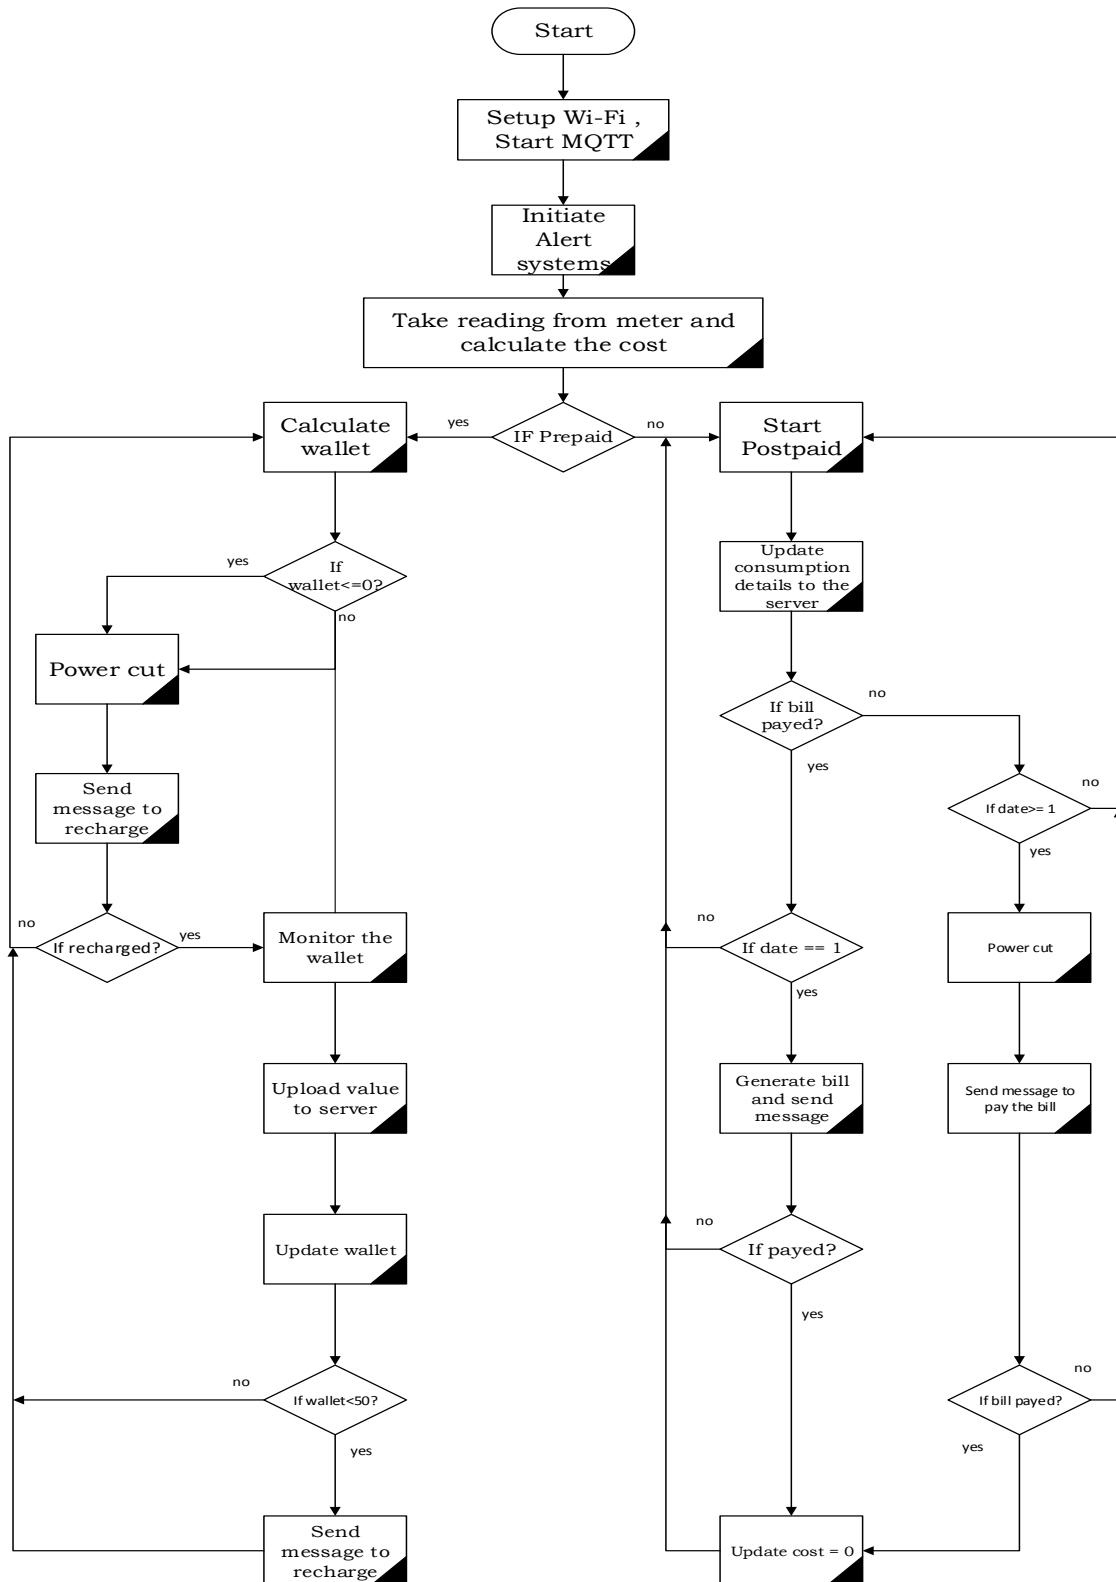 Start
Setup Wi-Fi ,
Start MQTT
Initiate
Alert
systems
Take reading from meter and
calculate the cost
Calculate
wallet
yes
IF Prepaid
no
Start
Postpaid
yes
If
wallet<=0?
no
Update
consumption
details to the
server
Power cut
If bill
payed?
no
yes
Send
message to
recharge
If date>= 1
no
yes
no
If recharged?
yes
Monitor the
wallet
no
If date == 1
yes
Power cut
Upload value
to server
Generate bill
and send
message
Send message to
pay the bill
Update wallet
no
If payed?
yes
no
If wallet<50?
yes
If bill payed?
no
yes
Send
message to
recharge
Update cost = 0